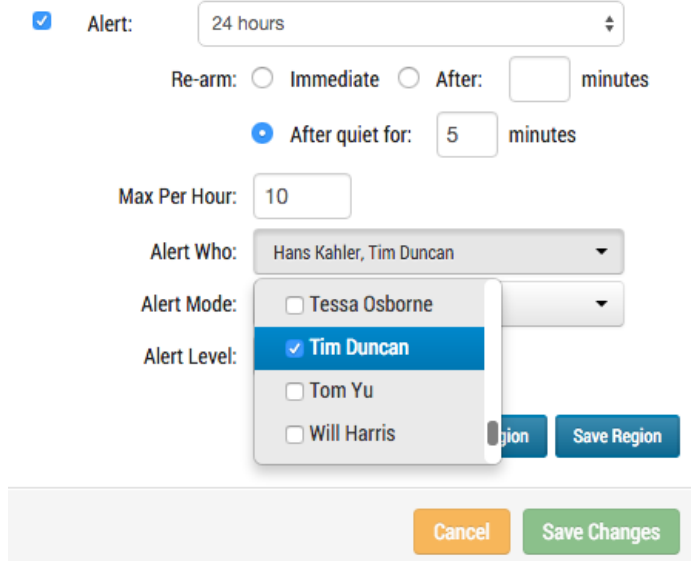 Alert: 24 hours
Re-arm: Immediate After: minutes
After quiet for: 5 minutes
Max Per Hour: 10
Alert Who: Hans Kahler, Tim Duncan
Alert Mode: Tessa Osborne
Alert Level: Tim Duncan
Tom Yu
Will Harris
Save Region
Cancel Save Changes